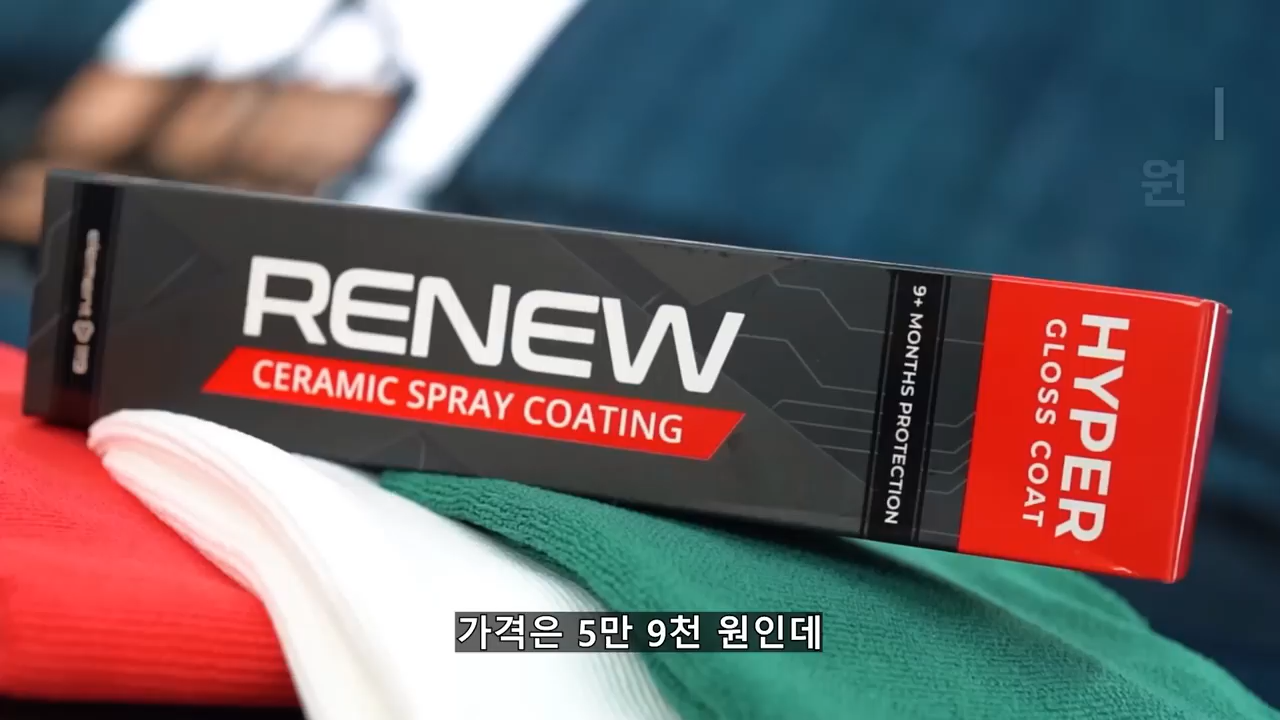 원
RENEW
CERAMIC SPRAY COATING
9+ MONTHS PROTECTION
HYPER
GLOSS COAT
가격은 5만 9천 원인데